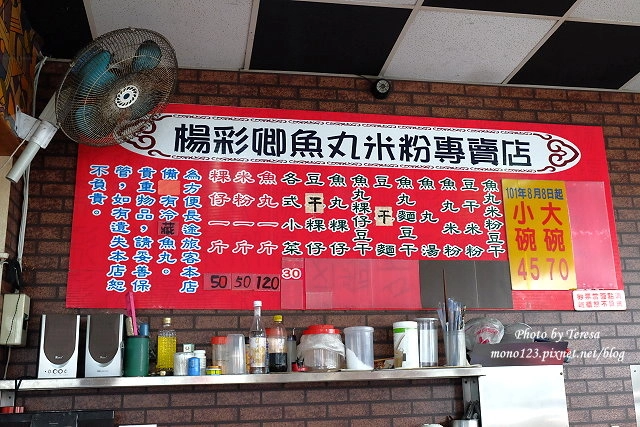 楊彩卿魚丸米粉專賣店
101年8月8日起
大碗70
小碗45
魚丸米粉豆干
豆干米粉
魚丸米粉
魚丸湯
魚丸麵豆干
豆干麵
魚丸粿仔豆干
魚丸粿仔
豆干粿仔
各式小菜 30
魚丸一斤 120
米粉一斤 50
粿仔一斤 50
為方便長途旅客本店
備有冷藏魚丸。
貴重物品,請妥善保
管,如有遺失本店恕
不負責。
Photo by Teresa
mono123.pixnet.net/blog